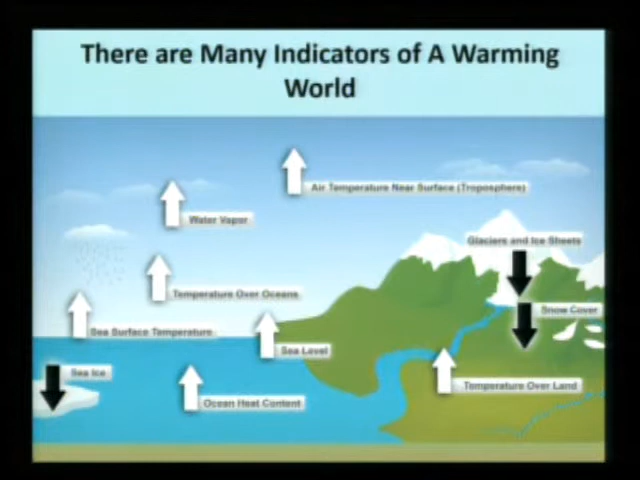 There are Many Indicators of A Warming
World
Air Temperature Near Surface (Troposphere)
Water Vapor
Glaciers and Ice Sheets
Temperature Over Oceans
Snow Cover
Sea Surface Temperature
Sea Level
Sea Ice
Temperature Over Land
Ocean Heat Content